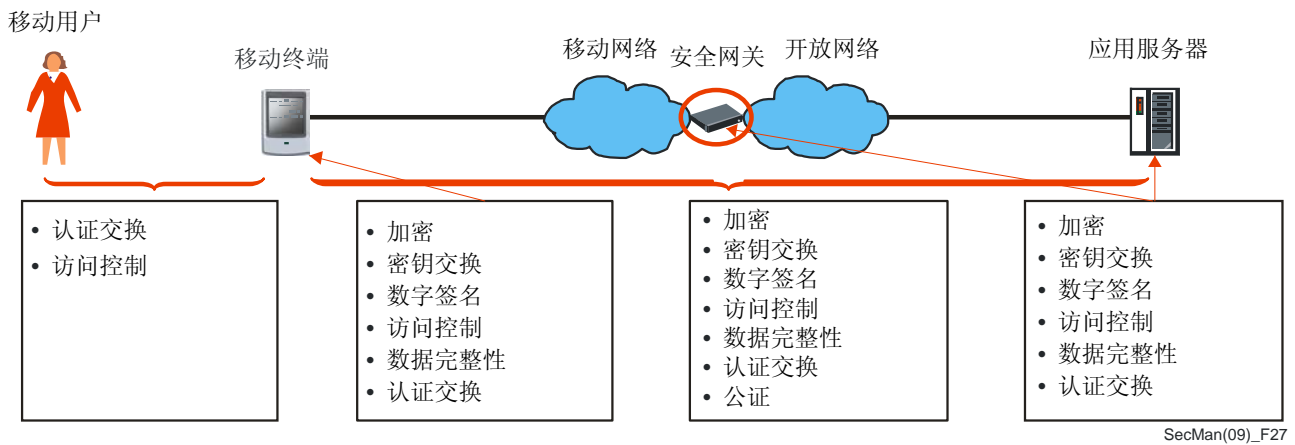 移动用户
移动终端
移动网络
安全网关
开放网络
应用服务器
• 认证交换
• 访问控制
• 加密
• 密钥交换
• 数字签名
• 访问控制
• 数据完整性
• 认证交换
• 加密
• 密钥交换
• 数字签名
• 访问控制
• 数据完整性
• 认证交换
• 公证
• 加密
• 密钥交换
• 数字签名
• 访问控制
• 数据完整性
• 认证交换
SecMan(09)_F27